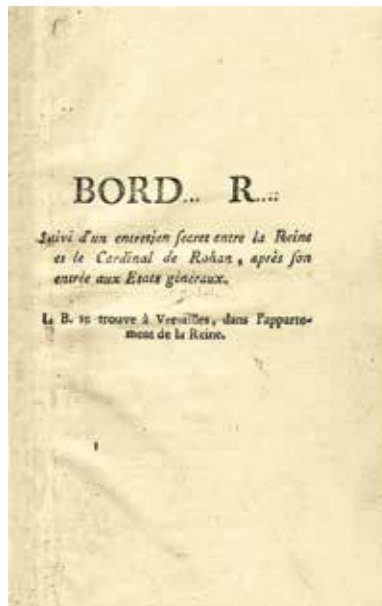 BORD... R....
Suivi d'un entretien secret entre la Reine
et le Cardinal de Rohan, après son
entrée aux Etats généraux.
Le B. se trouve à Versailles, dans l'apparte-
ment de la Reine.